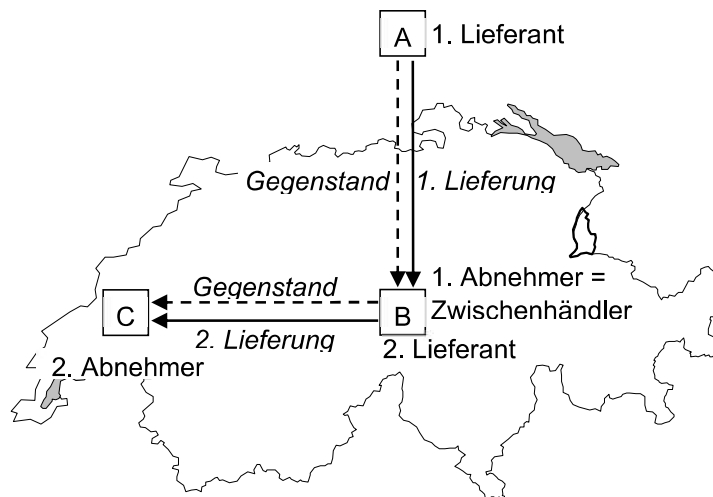 A
1. Lieferant
Gegenstand
1. Lieferung
1. Abnehmer =
Zwischenhändler
Gegenstand
C
B
2. Lieferung
2. Lieferant
2. Abnehmer